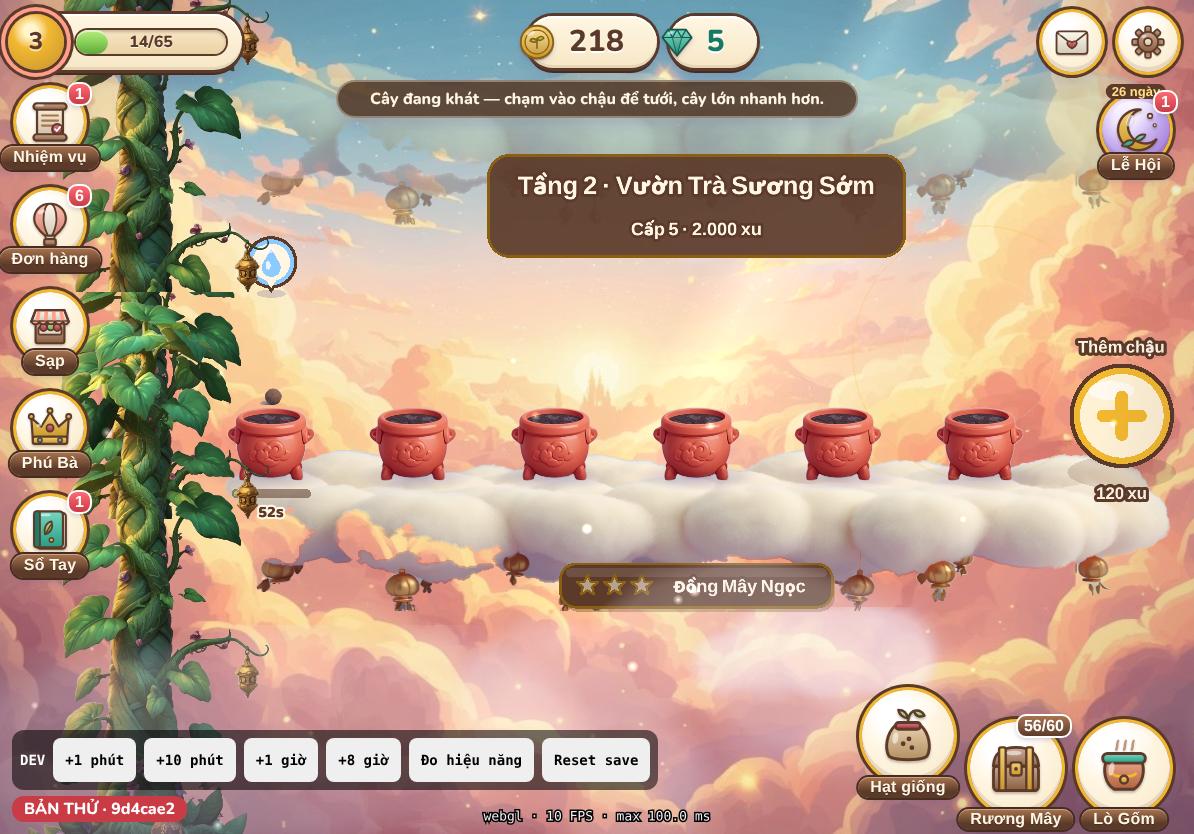 3
14/65
218
5
Cây đang khát — chạm vào chậu để tưới, cây lớn nhanh hơn.
26 ngày
1
Lễ Hội
1
Nhiệm vụ
Tầng 2 · Vườn Trà Sương Sớm
Cấp 5 · 2.000 xu
6
Đơn hàng
Sạp
Thêm chậu
120 xu
Phú Bà
1
Sổ Tay
52s
Đồng Mây Ngọc
Hạt giống
56/60
Rương Mây
Lò Gốm
DEV
+1 phút
+10 phút
+1 giờ
+8 giờ
Đo hiệu năng
Reset save
BẢN THỬ · 9d4cae2
webgl · 10 FPS · max 100.0 ms